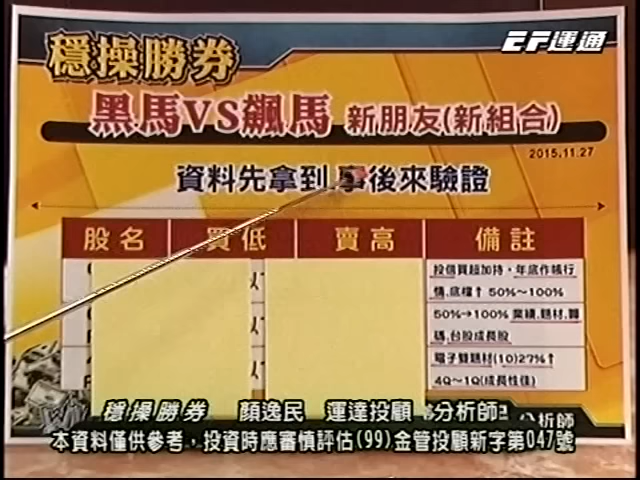 穩操勝券
EF運通
黑馬VS飆馬 新朋友(新組合)
2015.11.27
資料先拿到 事後來驗證
股名 買低 賣高 備註
投信買超加持,年底作帳行
情,底檔↑ 50%~100%
50%→100% 業績,題材,籌
碼,台股成長股
電子雙題材(10)27%↑
4Q~1Q(成長性佳)
穩操勝券 顏逸民 運達投顧 分析師
分析師
本資料僅供參考,投資時應審慎評估(99)金管投顧新字第047號